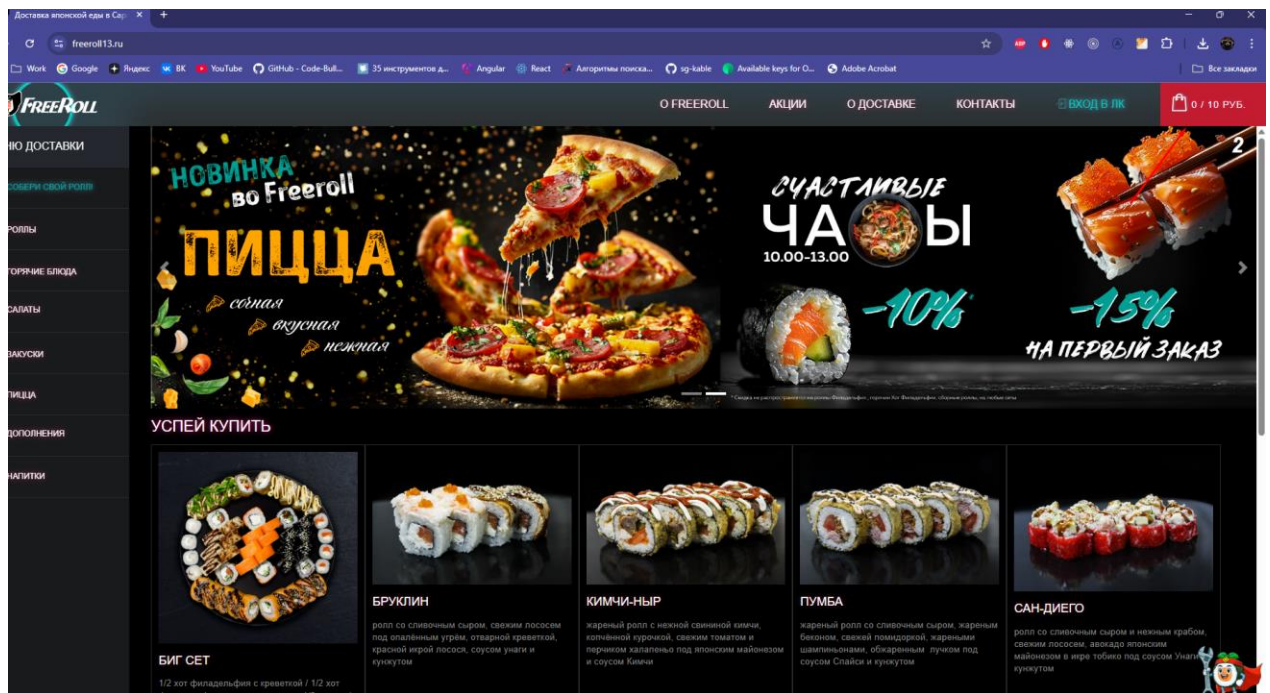 Доставка японской еды в Сар
freeroll13.ru
Work Google Яндекс ВК YouTube GitHub - Code-Bull... 35 инструментов д... Angular React Алгоритмы поиска... sg-kable Available keys for O... Adobe Acrobat Все закладки
FREEROLL
О FREEROLL АКЦИИ О ДОСТАВКЕ КОНТАКТЫ ВХОД В ЛК 0 / 10 РУБ.
НЮ ДОСТАВКИ
СОБЕРИ СВОЙ РОЛЛ!
РОЛЛЫ
ГОРЯЧИЕ БЛЮДА
САЛАТЫ
ЗАКУСКИ
ПИЦЦА
ДОПОЛНЕНИЯ
НАПИТКИ
НОВИНКА
во Freeroll
ПИЦЦА
сочная
вкусная
нежная
СЧАСТЛИВЫЕ
ЧАСЫ
10.00-13.00
-10%
-15%
НА ПЕРВЫЙ ЗАКАЗ
2
УСПЕЙ КУПИТЬ
БИГ СЕТ
1/2 хот филадельфия с креветкой / 1/2 хот
БРУКЛИН
ролл со сливочным сыром, свежим лососем
под опалённым угрём, отварной креветкой,
красной икрой лосося, соусом унаги и
кунжутом
КИМЧИ-НЫР
жареный ролл с нежной свининой кимчи,
копчённой курочкой, свежим томатом и
перчиком халапеньо под японским майонезом
и соусом Кимчи
ПУМБА
жареный ролл со сливочным сыром, жареным
беконом, свежей помидоркой, жареными
шампиньонами, обжаренным лучком под
соусом Спайси и кунжутом
САН-ДИЕГО
ролл со сливочным сыром и нежным крабом,
свежим лососем, авокадо японским
майонезом в икре тобико под соусом Унаги
кунжутом